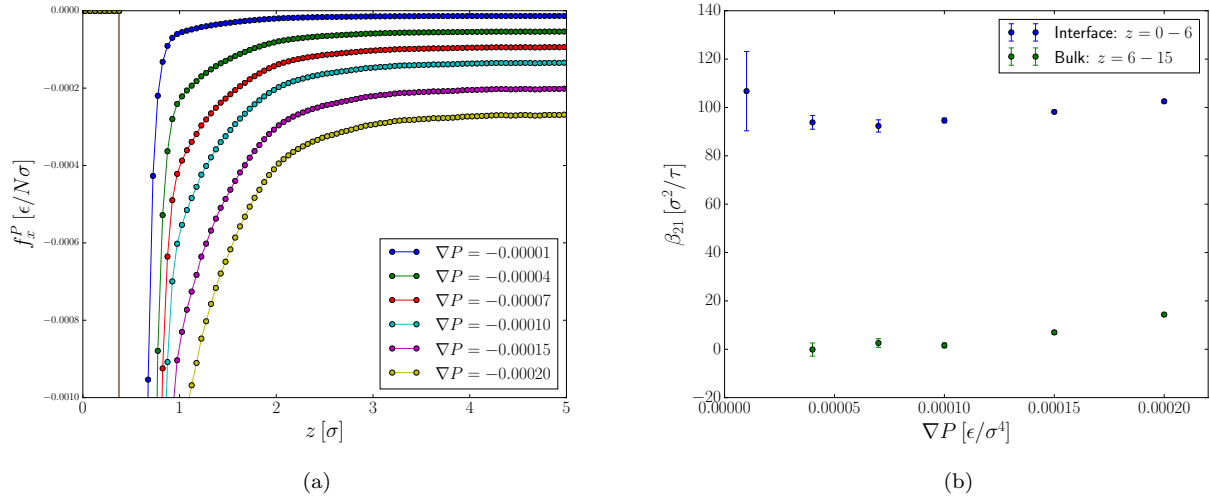 0.0000
−0.0002
−0.0004
−0.0006
−0.0008
−0.0010
0 1 2 3 4 5
z [σ]
f_x^P [ϵ/Nσ]
∇P = −0.00001
∇P = −0.00004
∇P = −0.00007
∇P = −0.00010
∇P = −0.00015
∇P = −0.00020
(a)
140
120
100
80
60
40
20
0
−20
0.00000 0.00005 0.00010 0.00015 0.00020
∇P [ϵ/σ⁴]
β₂₁ [σ²/τ]
Interface: z = 0 − 6
Bulk: z = 6 − 15
(b)